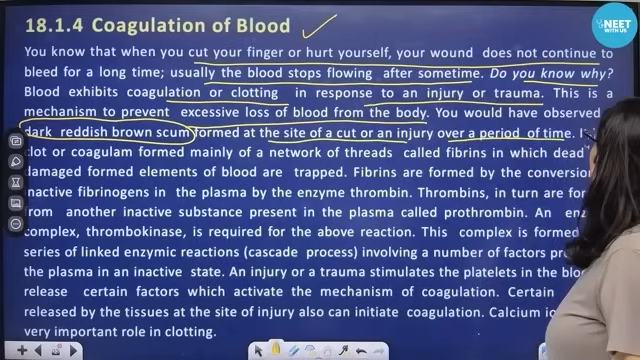 18.1.4 Coagulation of Blood
NEET
WITH US
You know that when you cut your finger or hurt yourself, your wound does not continue to
bleed for a long time; usually the blood stops flowing after sometime. Do you know why?
Blood exhibits coagulation or clotting in response to an injury or trauma. This is a
mechanism to prevent excessive loss of blood from the body. You would have observed
dark reddish brown scum formed at the site of a cut or an injury over a period of time.
clot or coagulam formed mainly of a network of threads called fibrins in which dead
damaged formed elements of blood are trapped. Fibrins are formed by the conversion
inactive fibrinogens in the plasma by the enzyme thrombin. Thrombins, in turn are
from another inactive substance present in the plasma called prothrombin. An
complex, thrombokinase, is required for the above reaction. This complex is formed
series of linked enzymic reactions (cascade process) involving a number of factors
the plasma in an inactive state. An injury or a trauma stimulates the platelets in the
release certain factors which activate the mechanism of coagulation. Certain
released by the tissues at the site of injury also can initiate coagulation. Calcium
very important role in clotting.